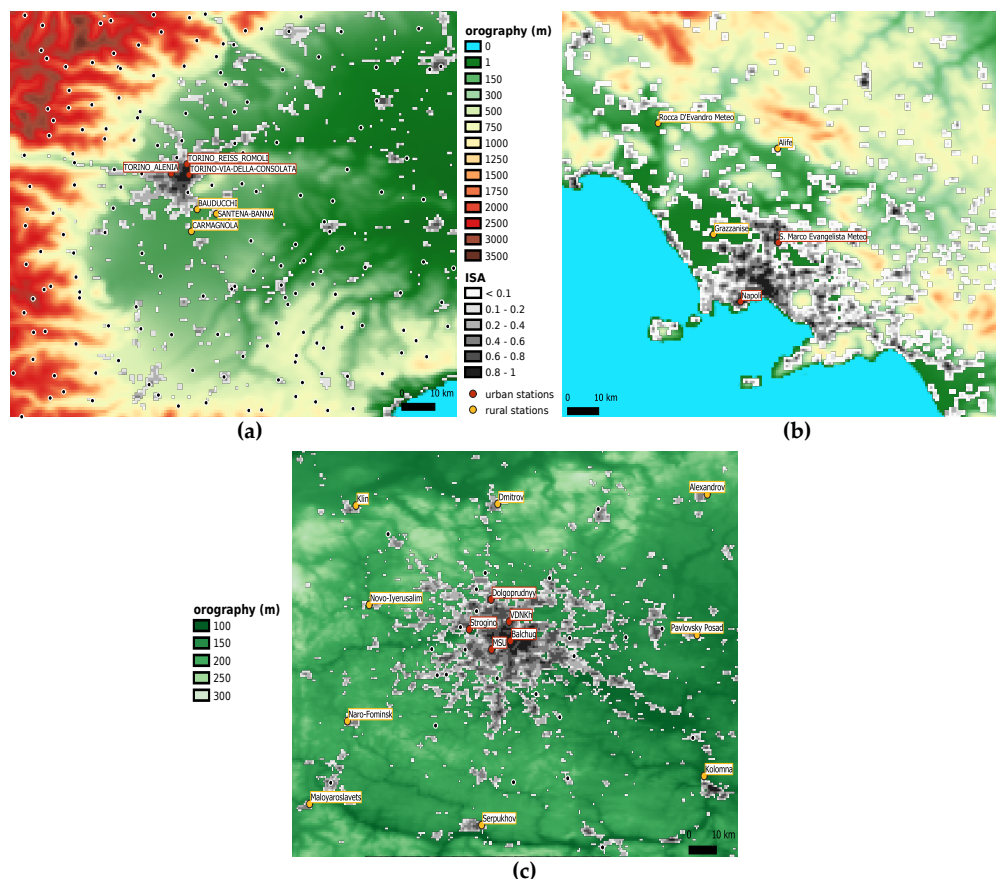 orography (m)
0
1
150
300
500
750
1000
1250
1500
1750
2000
2500
3000
3500
ISA
< 0.1
0.1 - 0.2
0.2 - 0.4
0.4 - 0.6
0.6 - 0.8
0.8 - 1
urban stations
rural stations
TORINO_REISS_ROMOLI
TORINO_ALENIA
TORINO-VIA-DELLA-CONSOLATA
BAUDUCCHI
SANTENA-BANNA
CARMAGNOLA
0 10 km
(a)
Rocca D'Evandro Meteo
Alife
Grazzanise
S. Marco Evangelista Meteo
Napoli
0 10 km
(b)
orography (m)
100
150
200
250
300
Klin
Dmitrov
Alexandrov
Novo-Iyerusalim
Dolgoprudnyy
VDNKh
Strogino
Balchug
MSU
Pavlovsky Posad
Naro-Fominsk
Kolomna
Maloyaroslavets
Serpukhov
0 10 km
(c)